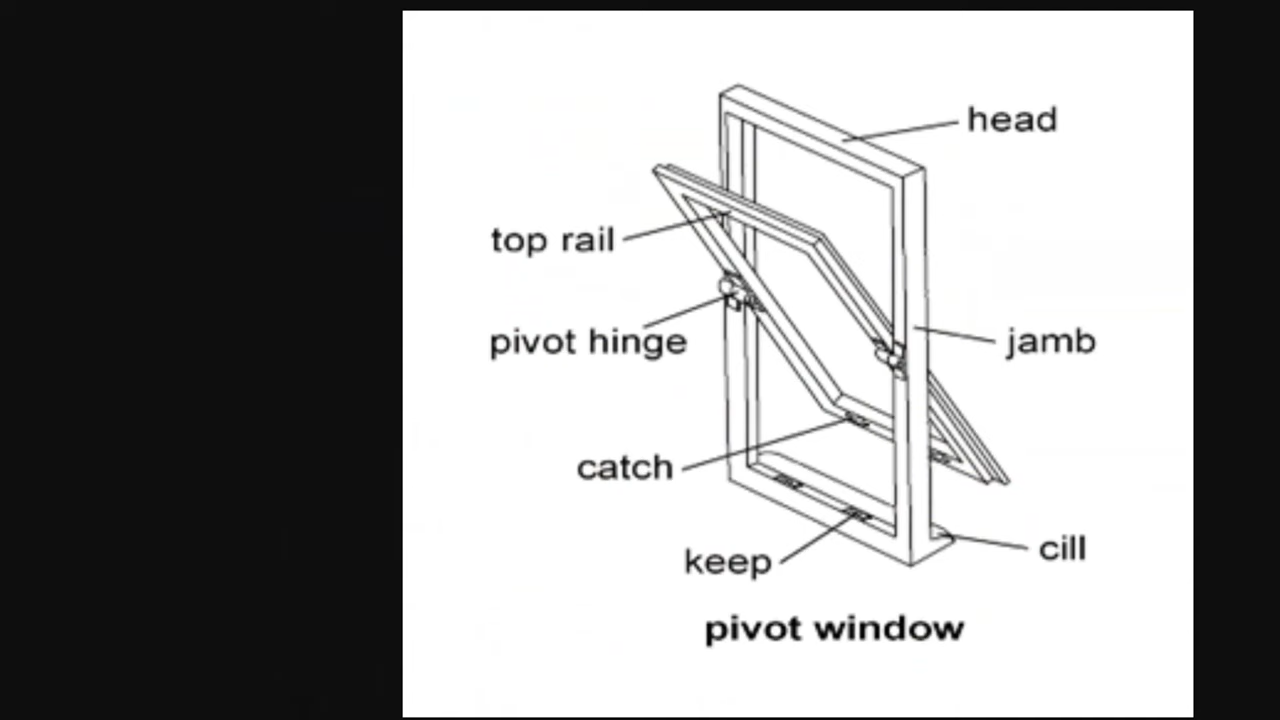 head
top rail
pivot hinge
jamb
catch
keep
cill
pivot window